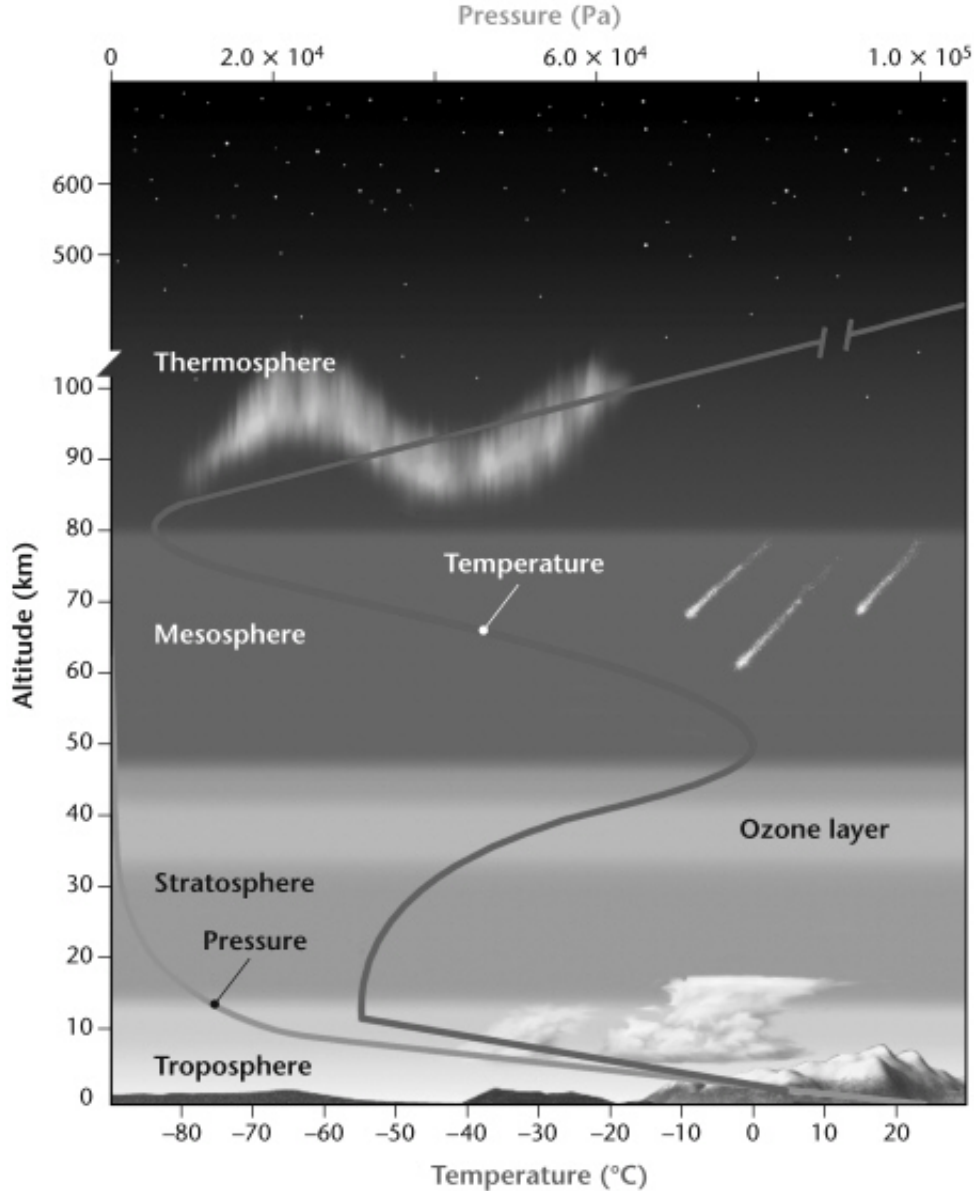 Pressure (Pa)
0 2.0 × 10⁴ 6.0 × 10⁴ 1.0 × 10⁵
600
500
Thermosphere
100
90
80
Temperature
70
Mesosphere
60
Altitude (km)
50
40
Ozone layer
30
Stratosphere
20
Pressure
10
Troposphere
0
–80 –70 –60 –50 –40 –30 –20 –10 0 10 20
Temperature (°C)